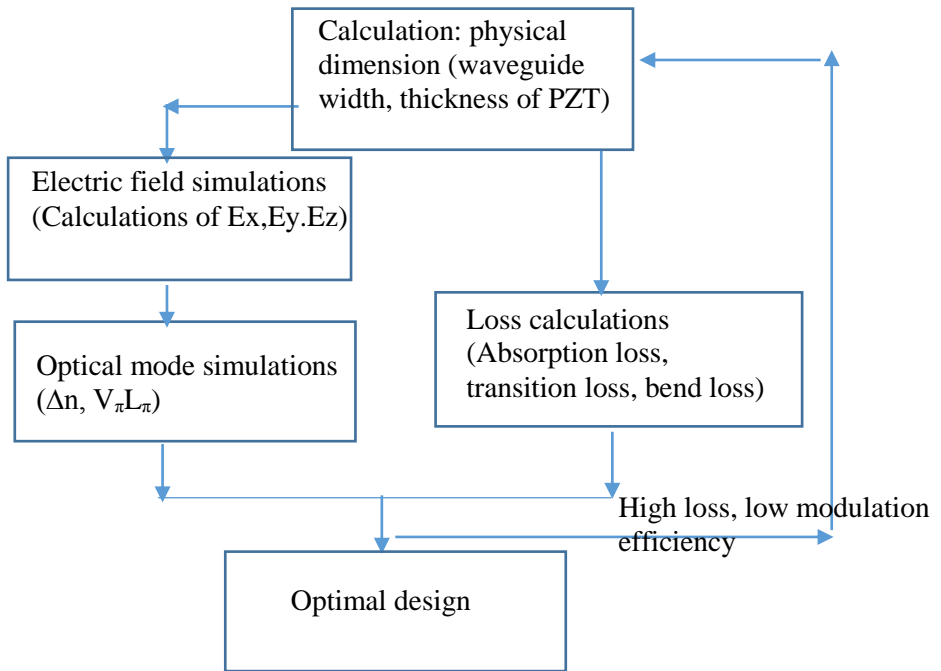 Calculation: physical
dimension (waveguide
width, thickness of PZT)
Electric field simulations
(Calculations of Ex,Ey.Ez)
Optical mode simulations
(Δn, VπLπ)
Loss calculations
(Absorption loss,
transition loss, bend loss)
High loss, low modulation
efficiency
Optimal design